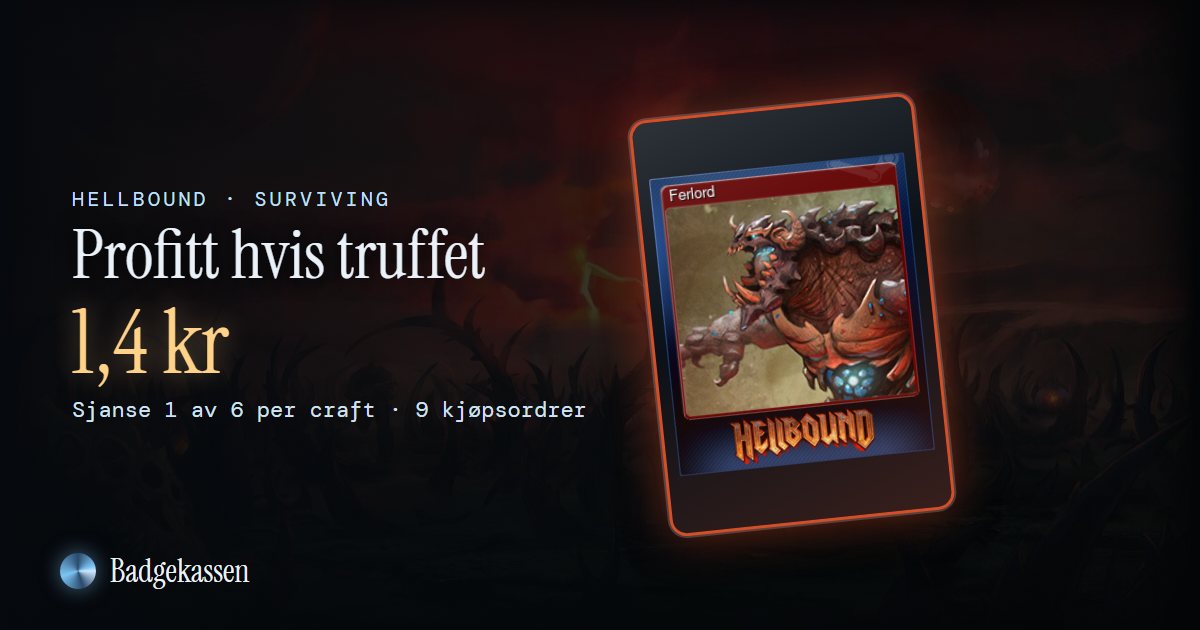 HELLBOUND · SURVIVING
Profitt hvis truffet
1,4 kr
Sjanse 1 av 6 per craft · 9 kjøpsordrer
Ferlord
HELLBOUND
Badgekassen